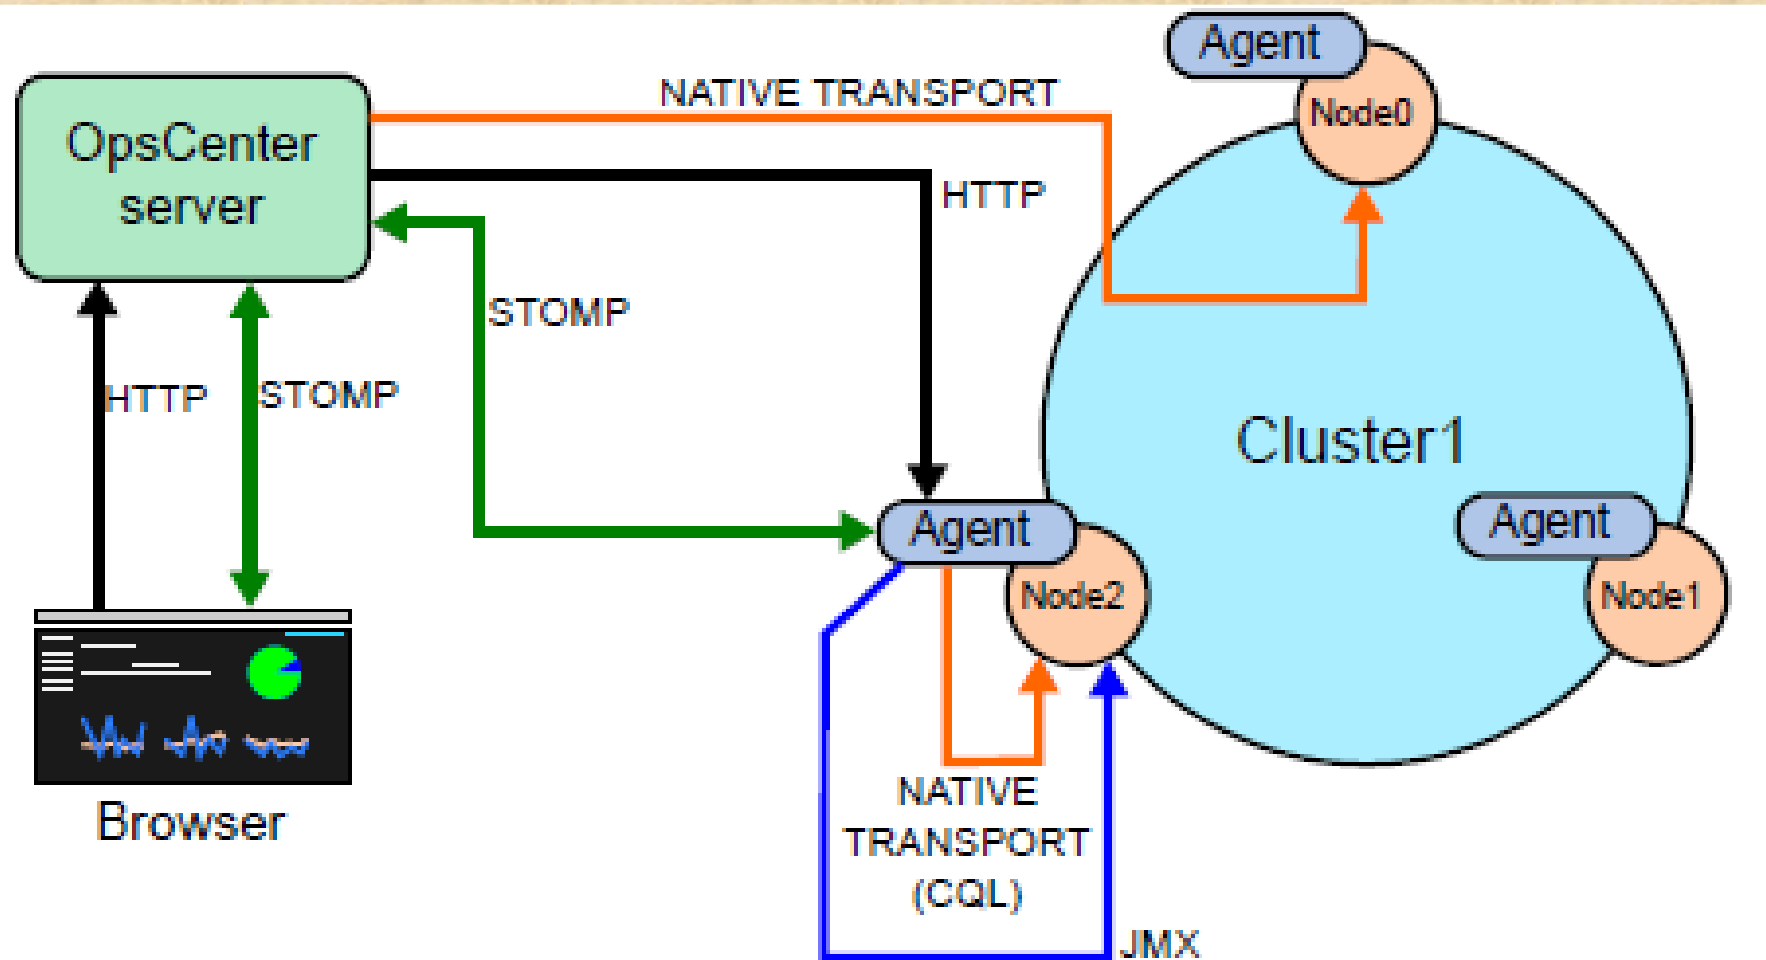 Agent
NATIVE TRANSPORT
Node0
OpsCenter
server
HTTP
STOMP
HTTP
STOMP
Cluster1
Agent
Agent
Node2
Node1
NATIVE
TRANSPORT
(CQL)
Browser
JMX